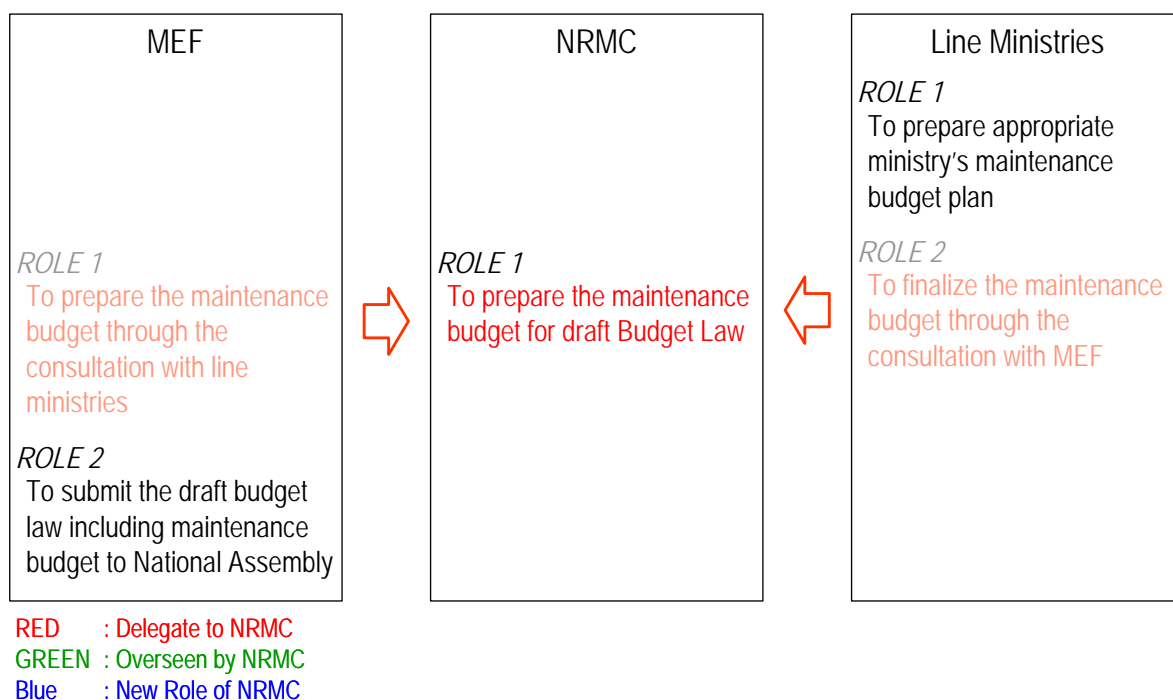 MEF
ROLE 1
To prepare the maintenance
budget through the
consultation with line
ministries
ROLE 2
To submit the draft budget
law including maintenance
budget to National Assembly
NRMC
ROLE 1
To prepare the maintenance
budget for draft Budget Law
Line Ministries
ROLE 1
To prepare appropriate
ministry's maintenance
budget plan
ROLE 2
To finalize the maintenance
budget through the
consultation with MEF
RED : Delegate to NRMC
GREEN : Overseen by NRMC
Blue : New Role of NRMC